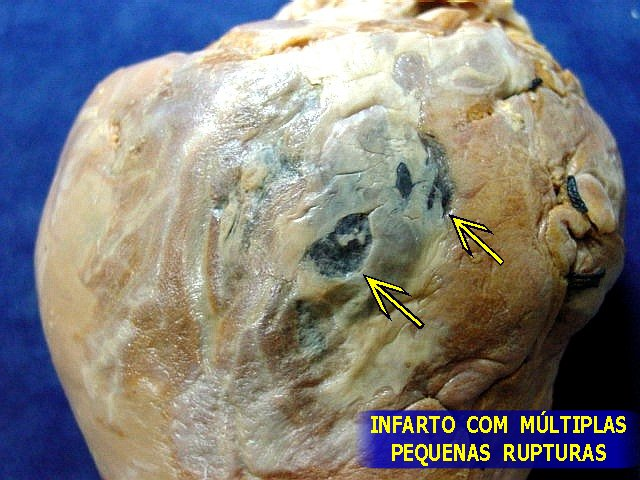 INFARTO COM MÚLTIPLAS
PEQUENAS RUPTURAS